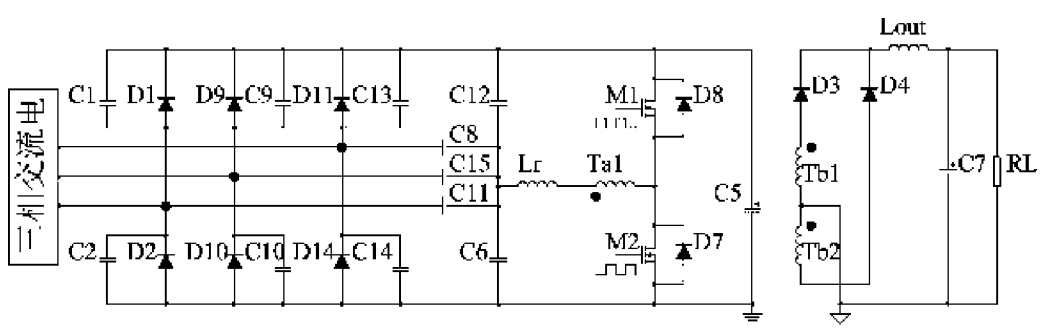 Lout
C1 D1 D9 C9 D11 C13 C12 M1 D8 D3 D4
C8
三相交流电
C15 Lr Ta1 Tb1 C7 RL
C11 C5
C2 D2 D10 C10 D14 C14 C6 M2 D7 Tb2